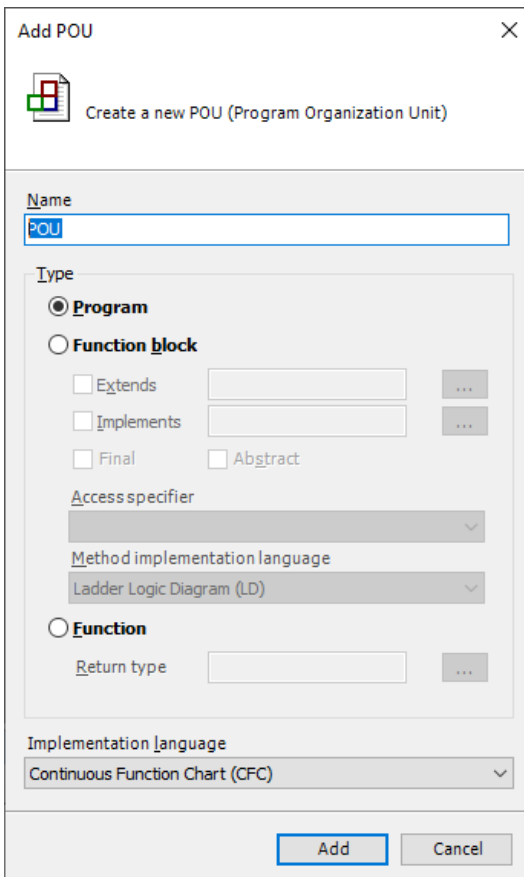 Add POU
Create a new POU (Program Organization Unit)
Name
POU
Type
Program
Function block
Extends
...
Implements
...
Final Abstract
Access specifier
Method implementation language
Ladder Logic Diagram (LD)
Function
Return type
...
Implementation language
Continuous Function Chart (CFC)
Add Cancel